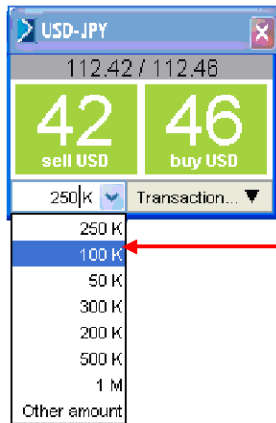 USD-JPY
112.42 / 112.46
42 46
sell USD buy USD
250 K Transaction... ▼
250 K
100 K
50 K
300 K
200 K
500 K
1 M
Other amount